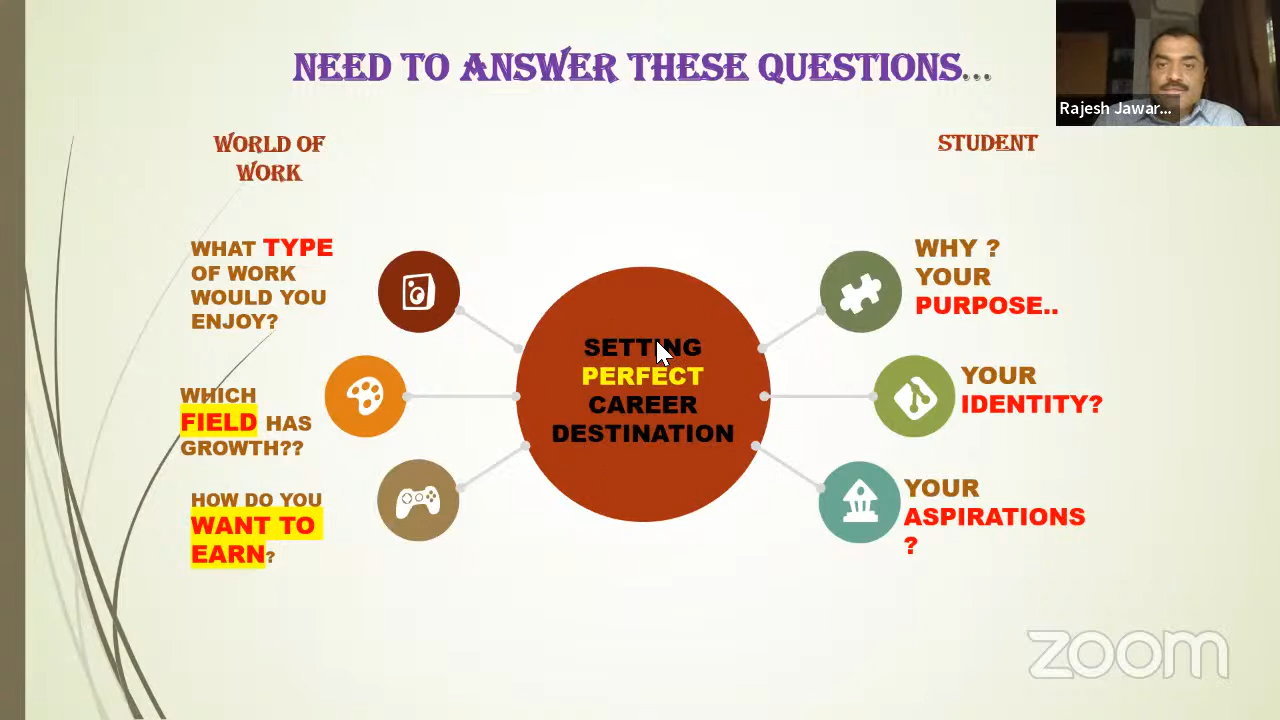 NEED TO ANSWER THESE QUESTIONS...
Rajesh Jawar...
WORLD OF
WORK
STUDENT
WHAT TYPE
OF WORK
WOULD YOU
ENJOY?
WHICH
FIELD HAS
GROWTH??
HOW DO YOU
WANT TO
EARN?
SETTING
PERFECT
CAREER
DESTINATION
WHY ?
YOUR
PURPOSE..
YOUR
IDENTITY?
YOUR
ASPIRATIONS
?
zoom